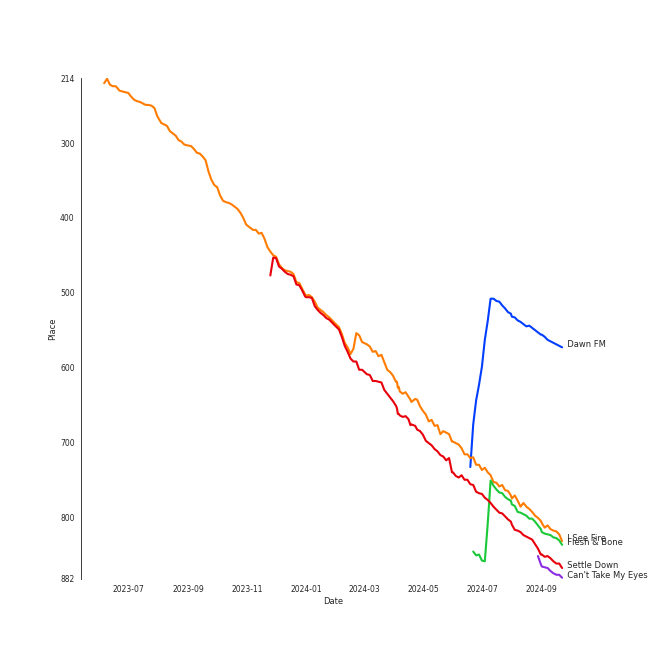 214
300
400
500
600
700
800
882
Place
2023-07
2023-09
2023-11
2024-01
2024-03
2024-05
2024-07
2024-09
Date
Dawn FM
I See Fire
Flesh & Bone
Settle Down
Can't Take My Eyes